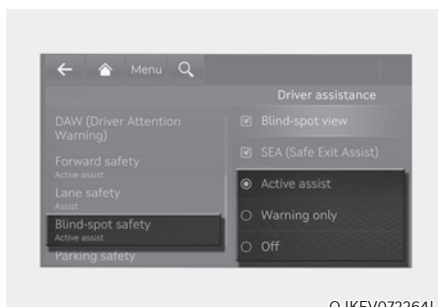 Menu
Driver assistance
DAW (Driver Attention
Warning)
Forward safety
Active assist
Lane safety
Assist
Blind-spot safety
Active assist
Parking safety
Blind-spot view
SEA (Safe Exit Assist)
Active assist
Warning only
Off